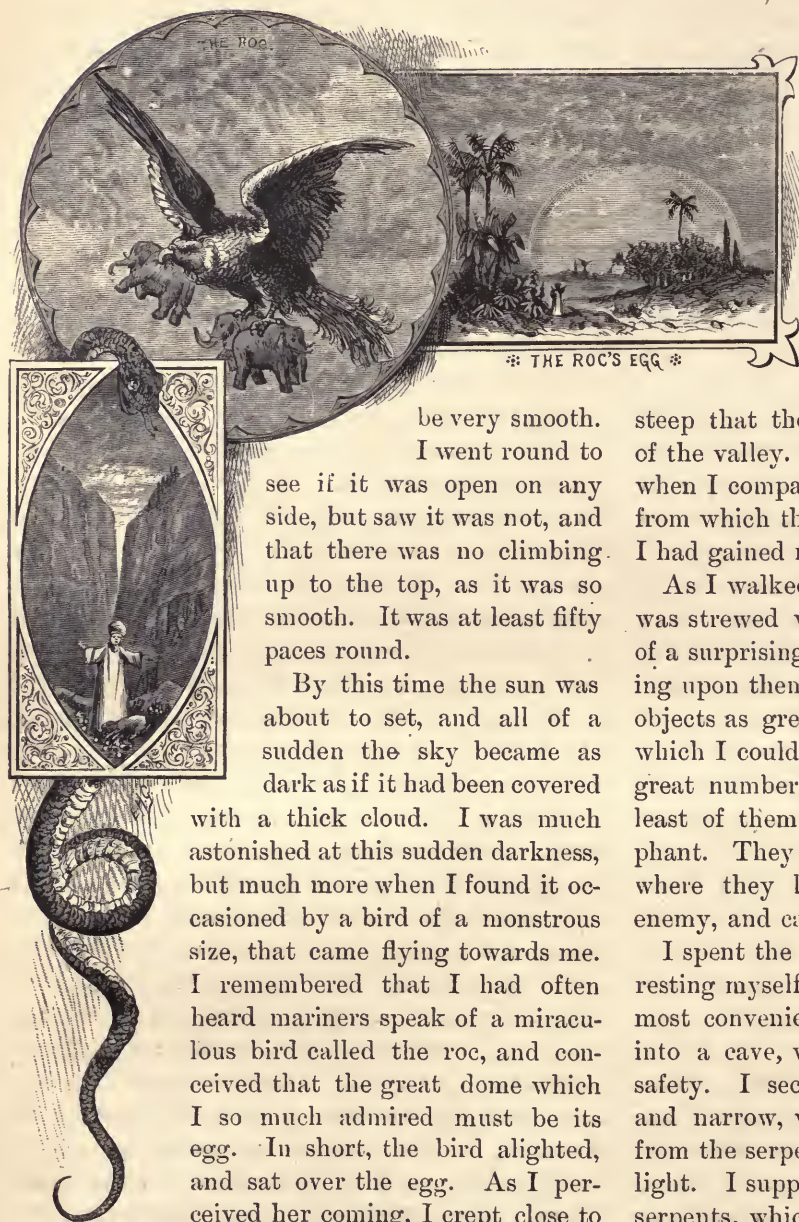 THE ROC.
❉ THE ROC'S EGG ❉
be very smooth.
I went round to
see if it was open on any
side, but saw it was not, and
that there was no climbing
up to the top, as it was so
smooth. It was at least fifty
paces round.
By this time the sun was
about to set, and all of a
sudden the sky became as
dark as if it had been covered
with a thick cloud. I was much
astonished at this sudden darkness,
but much more when I found it oc-
casioned by a bird of a monstrous
size, that came flying towards me.
I remembered that I had often
heard mariners speak of a miracu-
lous bird called the roc, and con-
ceived that the great dome which
I so much admired must be its
egg. In short, the bird alighted,
and sat over the egg. As I per-
ceived her coming, I crept close to
steep that the
of the valley.
when I compa
from which th
I had gained
As I walked
was strewed
of a surprising
ing upon them
objects as gre
which I could
great number
least of them
phant. They
where they l
enemy, and ca
I spent the
resting myself
most convenie
into a cave,
safety. I sec
and narrow,
from the serpe
light. I supp
serpents, which